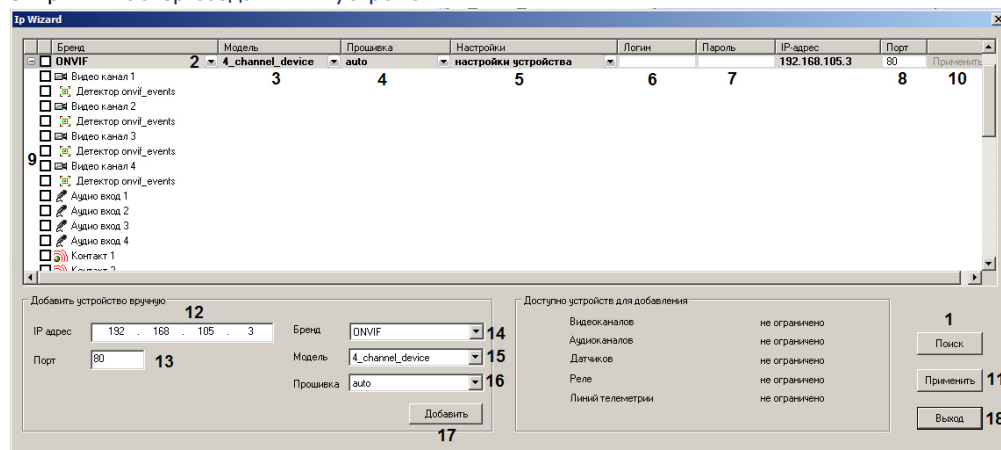 Ip Wizard
Бренд Модель Прошивка Настройки Логин Пароль IP-адрес Порт
ONVIF 2 4_channel_device auto настройки устройства 192.168.105.3 80 Применить
Видео канал 1 3 4 5 6 7 8 10
Детектор onvif_events
Видео канал 2
Детектор onvif_events
Видео канал 3
Детектор onvif_events
9 Видео канал 4
Детектор onvif_events
Аудио вход 1
Аудио вход 2
Аудио вход 3
Аудио вход 4
Контакт 1
Контакт 2
Добавить устройство вручную
12
IP адрес 192 . 168 . 105 . 3
Порт 80 13
Бренд ONVIF 14
Модель 4_channel_device 15
Прошивка auto 16
Добавить
17
Доступно устройств для добавления
Видеоканалов не ограничено
Аудиоканалов не ограничено
Датчиков не ограничено
Реле не ограничено
Линий телеметрии не ограничено
1
Поиск
Применить 11
Выход 18